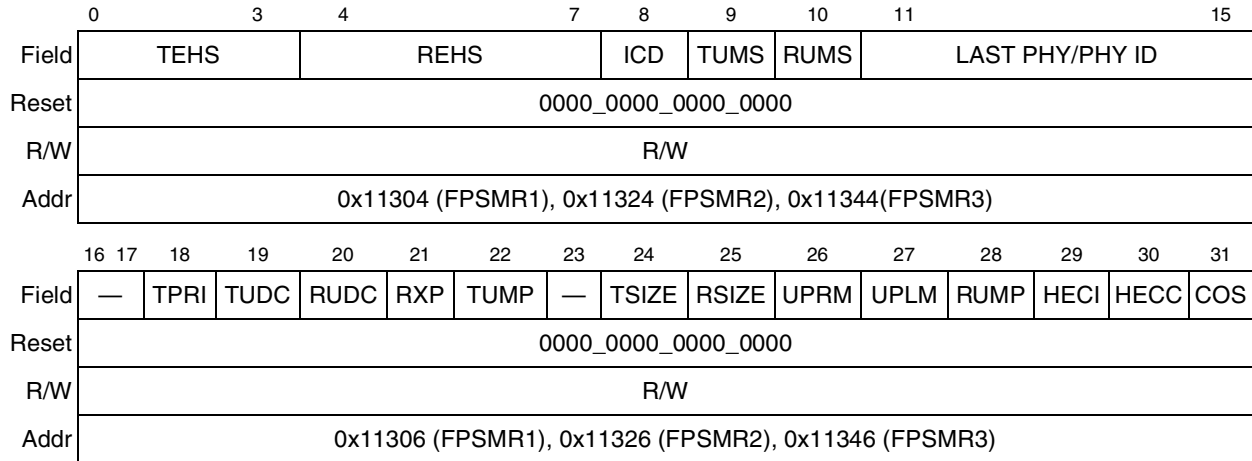 0 3 4 7 8 9 10 11 15
Field TEHS REHS ICD TUMS RUMS LAST PHY/PHY ID
Reset 0000_0000_0000_0000
R/W R/W
Addr 0x11304 (FPSMR1), 0x11324 (FPSMR2), 0x11344(FPSMR3)
16 17 18 19 20 21 22 23 24 25 26 27 28 29 30 31
Field — TPRI TUDC RUDC RXP TUMP — TSIZE RSIZE UPRM UPLM RUMP HECI HECC COS
Reset 0000_0000_0000_0000
R/W R/W
Addr 0x11306 (FPSMR1), 0x11326 (FPSMR2), 0x11346 (FPSMR3)